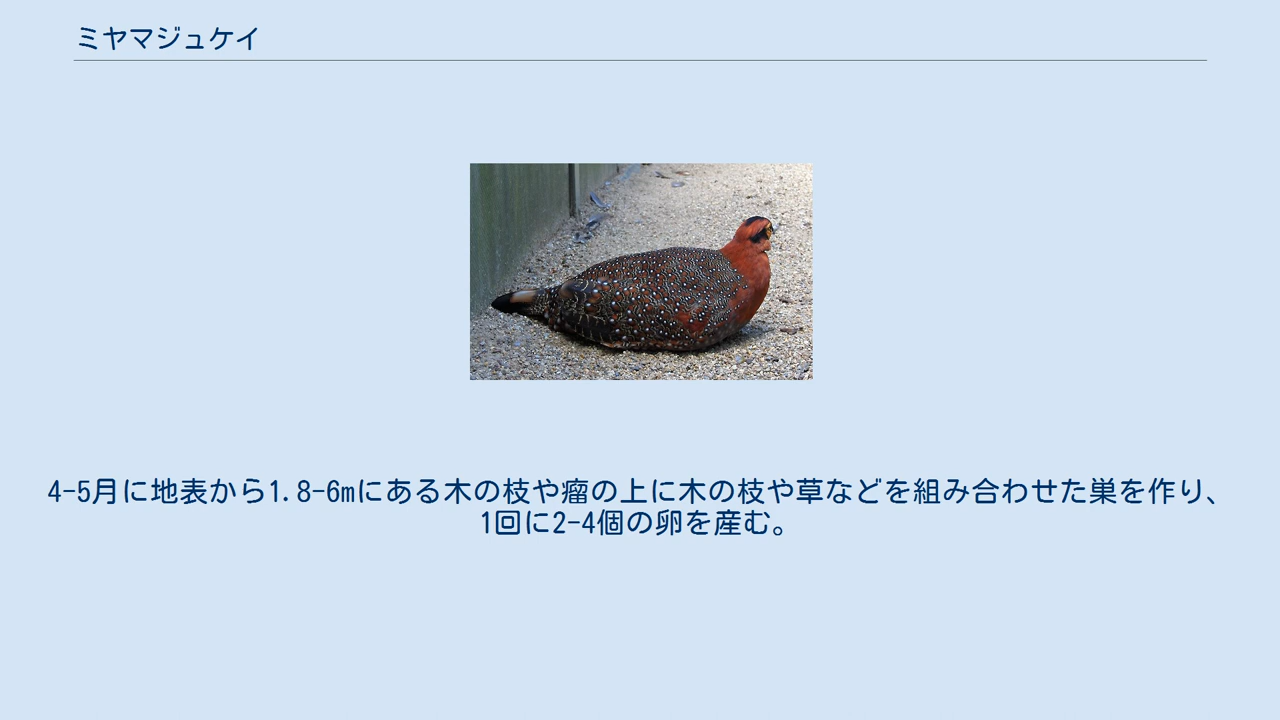 ミヤマジュケイ
4-5月に地表から1.8-6mにある木の枝や瘤の上に木の枝や草などを組み合わせた巣を作り、
1回に2-4個の卵を産む。